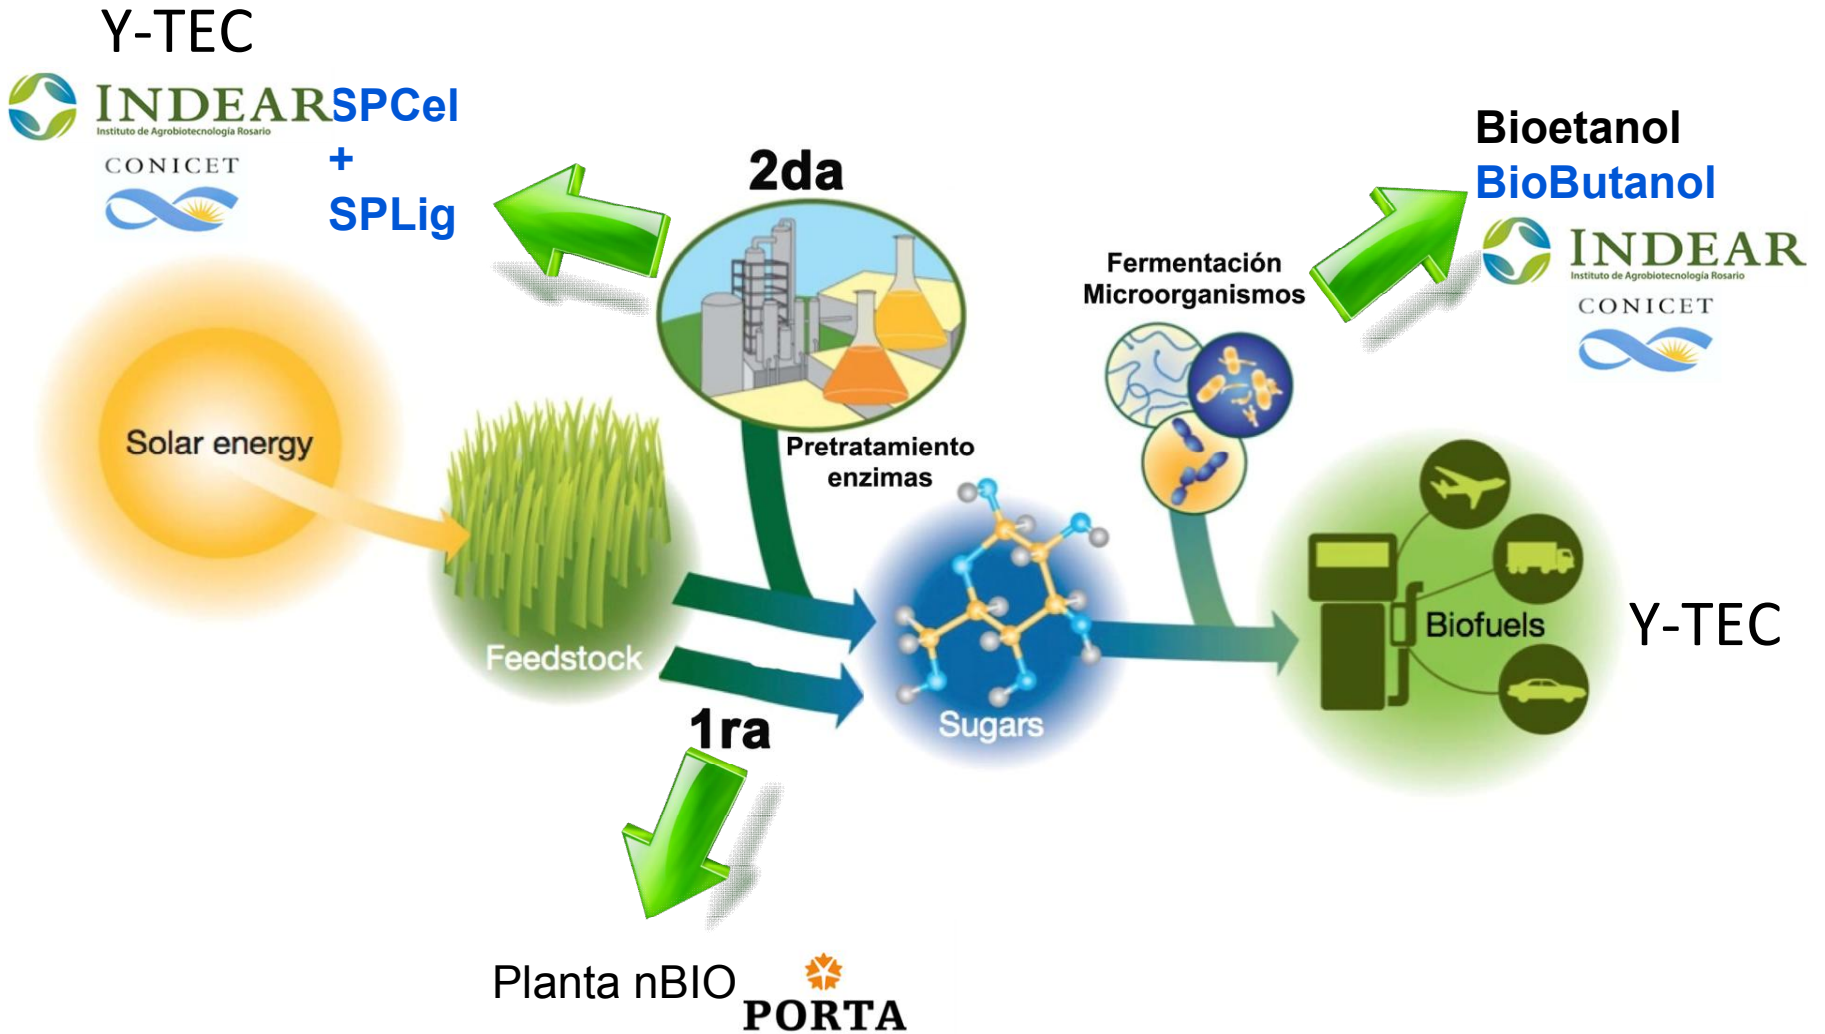 Y-TEC
INDEAR
Instituto de Agrobiotecnología Rosario
CONICET
SPCel
+
SPLig
2da
Bioetanol
BioButanol
INDEAR
Instituto de Agrobiotecnología Rosario
CONICET
Fermentación
Microorganismos
Solar energy
Pretratamiento
enzimas
Feedstock
Sugars
Biofuels
Y-TEC
1ra
Planta nBIO
PORTA